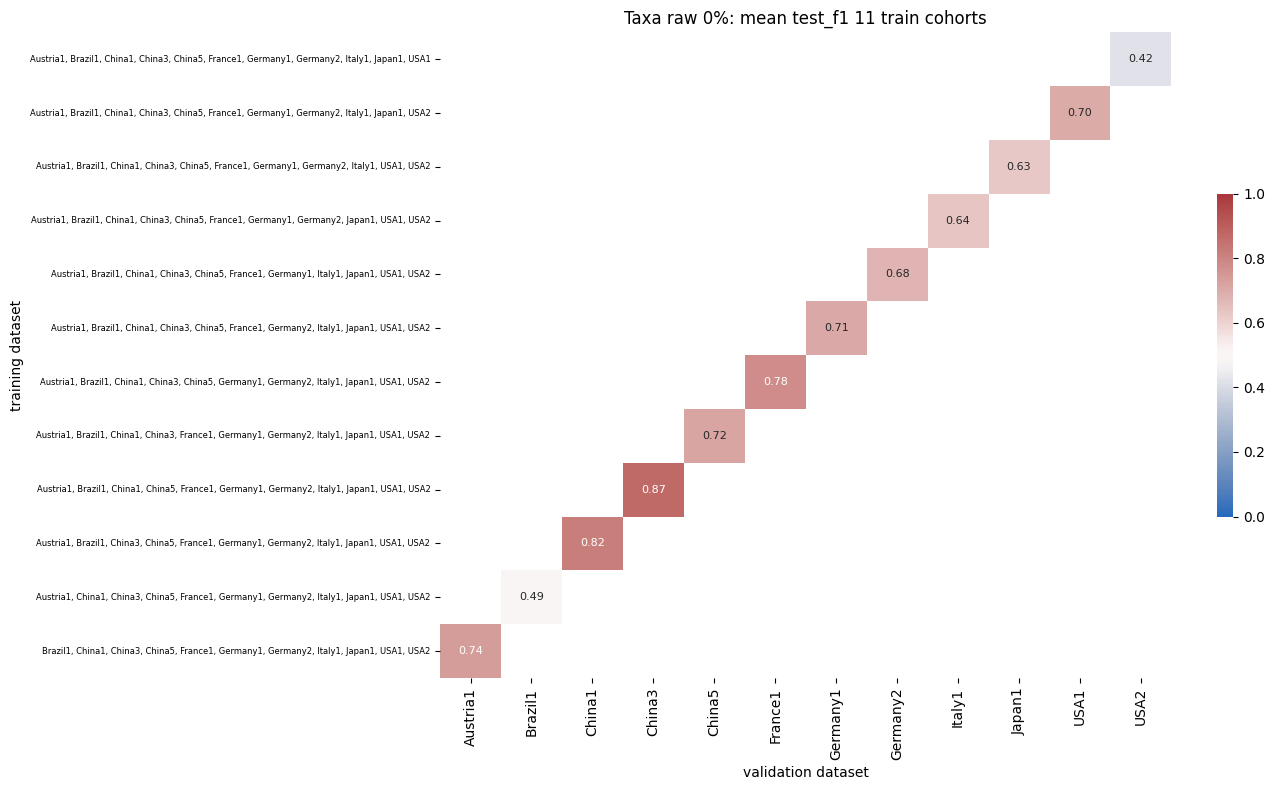 Taxa raw 0%: mean test_f1 11 train cohorts
Austria1, Brazil1, China1, China3, China5, France1, Germany1, Germany2, Italy1, Japan1, USA1
0.42
Austria1, Brazil1, China1, China3, China5, France1, Germany1, Germany2, Italy1, Japan1, USA2
0.70
Austria1, Brazil1, China1, China3, China5, France1, Germany1, Germany2, Italy1, USA1, USA2
0.63
Austria1, Brazil1, China1, China3, China5, France1, Germany1, Germany2, Japan1, USA1, USA2
0.64
Austria1, Brazil1, China1, China3, China5, France1, Germany1, Italy1, Japan1, USA1, USA2
0.68
Austria1, Brazil1, China1, China3, China5, France1, Germany2, Italy1, Japan1, USA1, USA2
0.71
Austria1, Brazil1, China1, China3, China5, Germany1, Germany2, Italy1, Japan1, USA1, USA2
0.78
Austria1, Brazil1, China1, China3, France1, Germany1, Germany2, Italy1, Japan1, USA1, USA2
0.72
Austria1, Brazil1, China1, China5, France1, Germany1, Germany2, Italy1, Japan1, USA1, USA2
0.87
Austria1, Brazil1, China3, China5, France1, Germany1, Germany2, Italy1, Japan1, USA1, USA2
0.82
Austria1, China1, China3, China5, France1, Germany1, Germany2, Italy1, Japan1, USA1, USA2
0.49
Brazil1, China1, China3, China5, France1, Germany1, Germany2, Italy1, Japan1, USA1, USA2
0.74
training dataset
Austria1
Brazil1
China1
China3
China5
France1
Germany1
Germany2
Italy1
Japan1
USA1
USA2
validation dataset
1.0
0.8
0.6
0.4
0.2
0.0